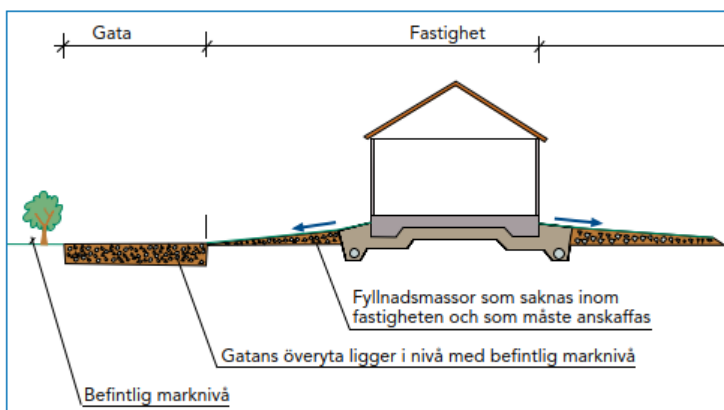 Gata
Fastighet
Fyllnadsmassor som saknas inom
fastigheten och som måste anskaffas
Gatans överyta ligger i nivå med befintlig marknivå
Befintlig marknivå